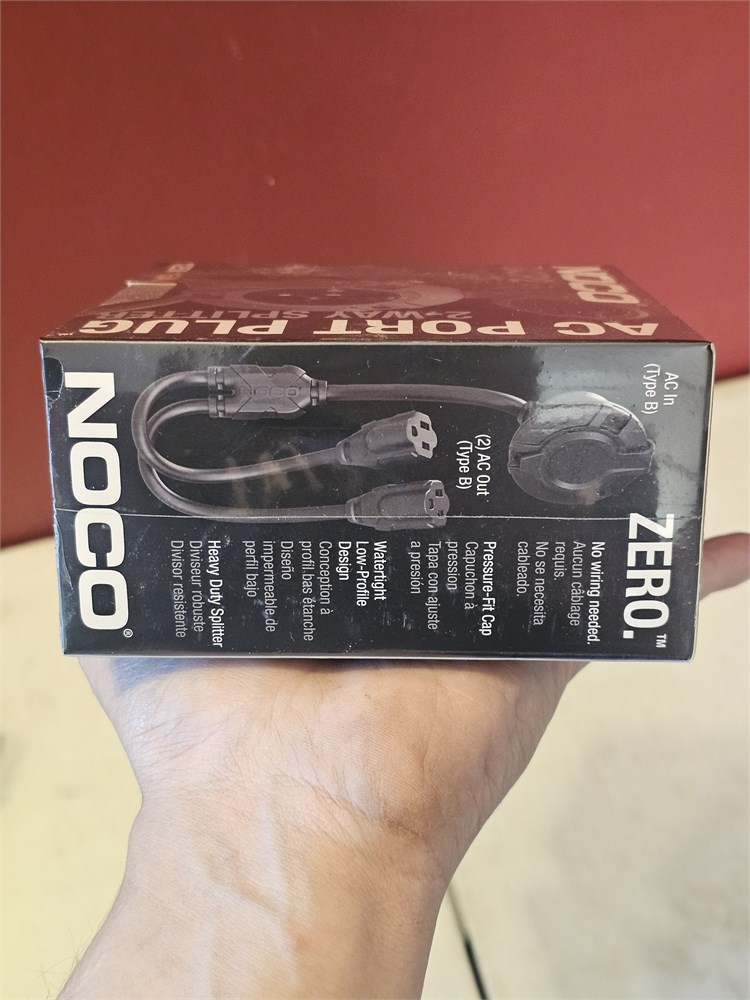 NOCO
AC PORT PLUG
2-WAY SPLITTER
AC In
(Type B)
(2) AC Out
(Type B)
ZERO.™
No wiring needed.
Aucun câblage
requis.
No se necesita
cableado.
Pressure-Fit Cap
Capuchon à
pression
Tapa con ajuste
a presión
Watertight
Low-Profile
Design
Conception à
profil bas étanche
Diseño
impermeable de
perfil bajo
Heavy Duty Splitter
Diviseur robuste
Divisor resistente
NOCO®
NOCO